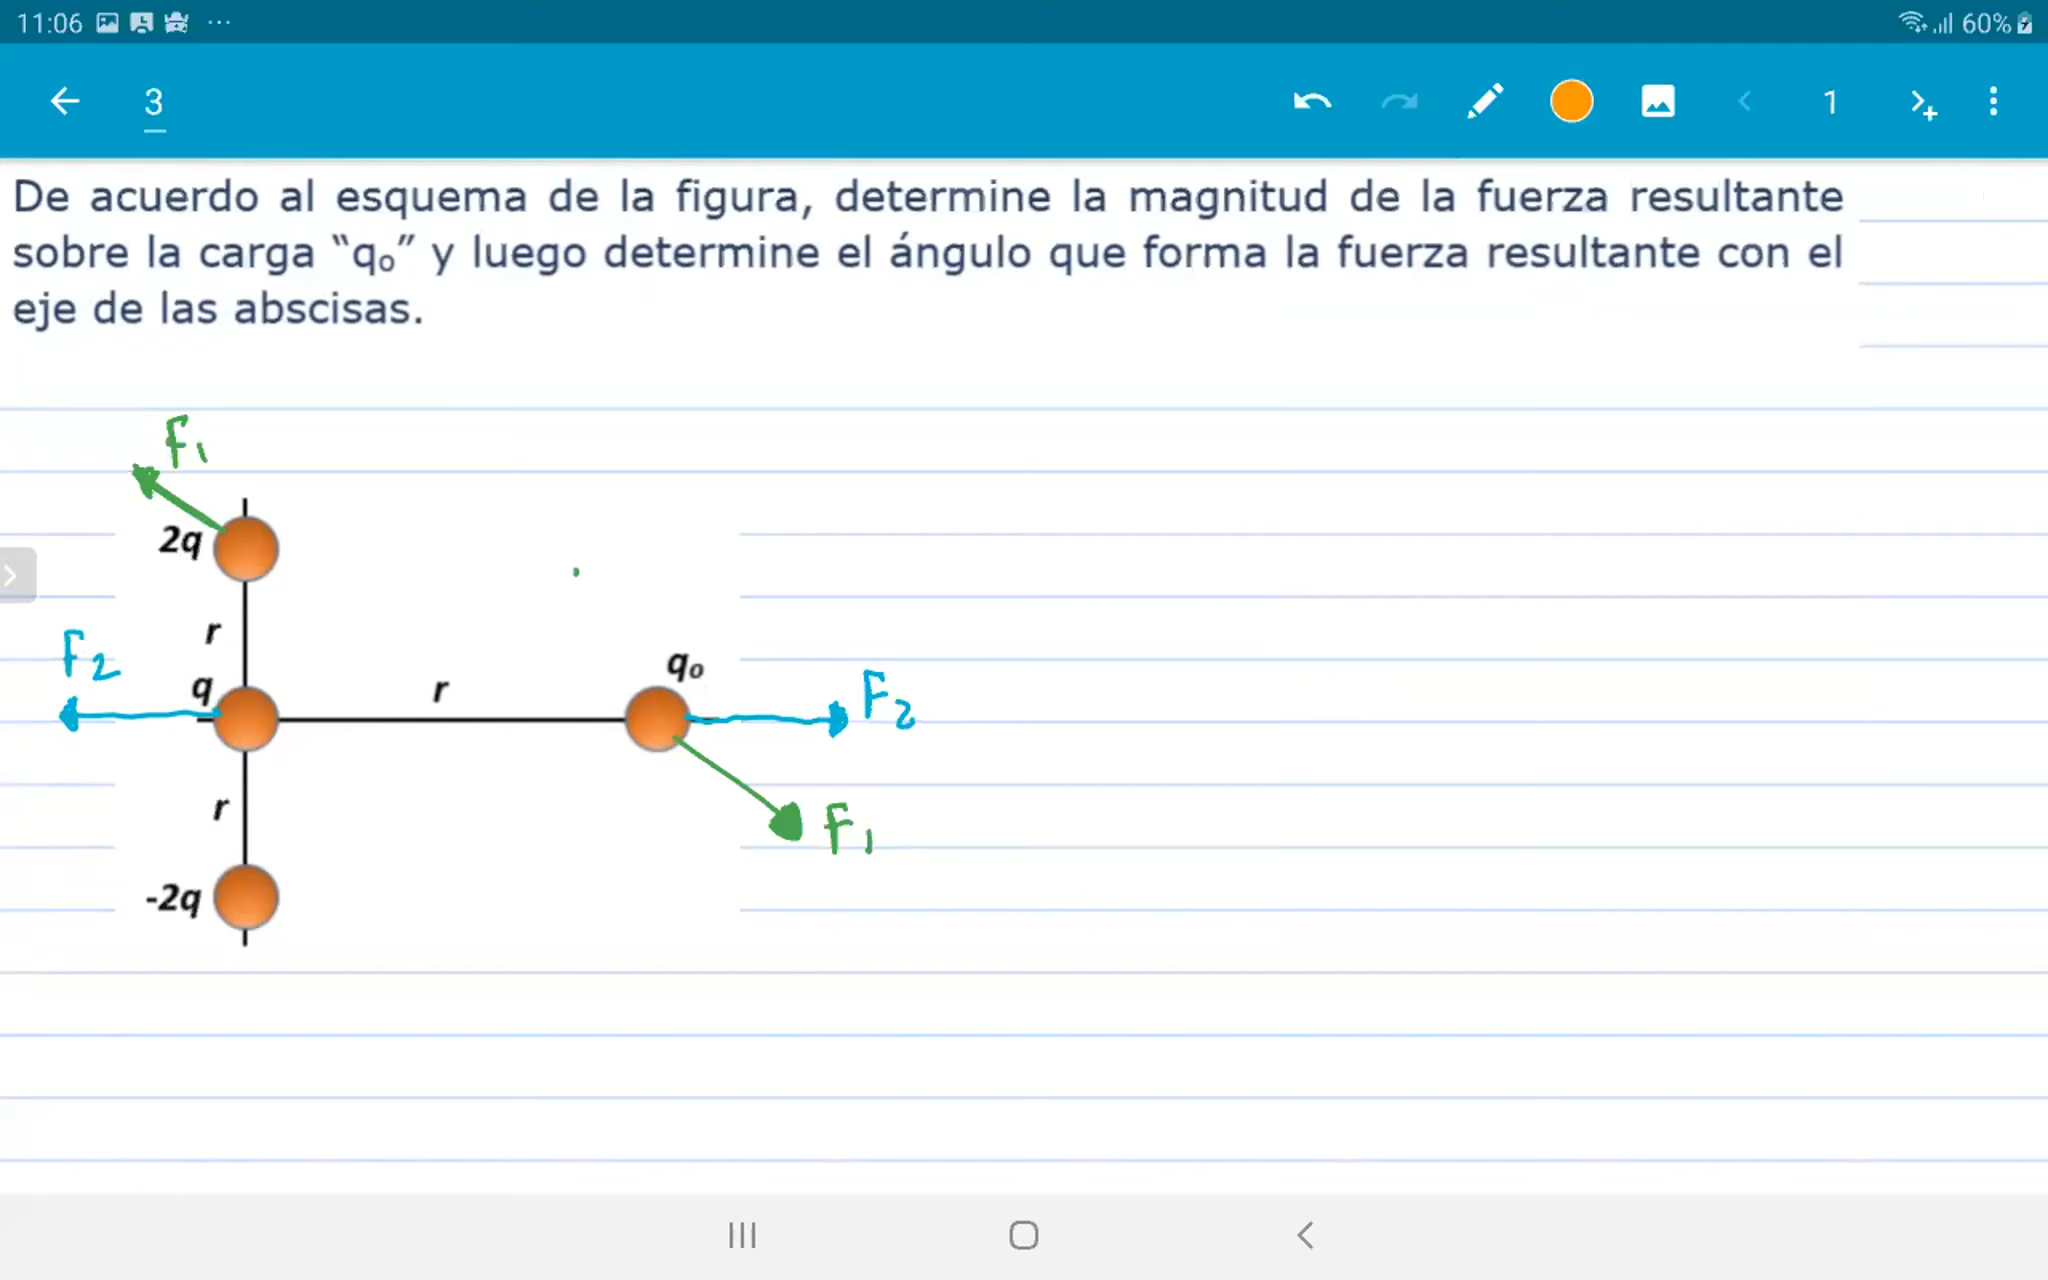 11:06
60%
3
1
De acuerdo al esquema de la figura, determine la magnitud de la fuerza resultante
sobre la carga “qₒ” y luego determine el ángulo que forma la fuerza resultante con el
eje de las abscisas.
F₁
2q
r
F₂
q
r
qₒ
F₂
r
F₁
-2q